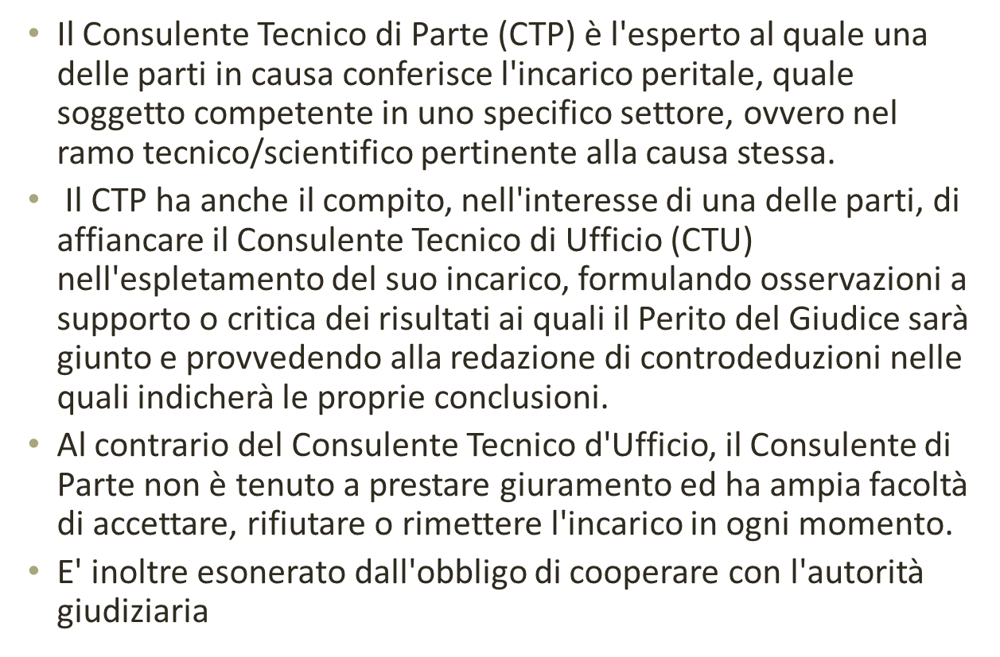 • Il Consulente Tecnico di Parte (CTP) è l'esperto al quale una
delle parti in causa conferisce l'incarico peritale, quale
soggetto competente in uno specifico settore, ovvero nel
ramo tecnico/scientifico pertinente alla causa stessa.
• Il CTP ha anche il compito, nell'interesse di una delle parti, di
affiancare il Consulente Tecnico di Ufficio (CTU)
nell'espletamento del suo incarico, formulando osservazioni a
supporto o critica dei risultati ai quali il Perito del Giudice sarà
giunto e provvedendo alla redazione di controdeduzioni nelle
quali indicherà le proprie conclusioni.
• Al contrario del Consulente Tecnico d'Ufficio, il Consulente di
Parte non è tenuto a prestare giuramento ed ha ampia facoltà
di accettare, rifiutare o rimettere l'incarico in ogni momento.
• E' inoltre esonerato dall'obbligo di cooperare con l'autorità
giudiziaria